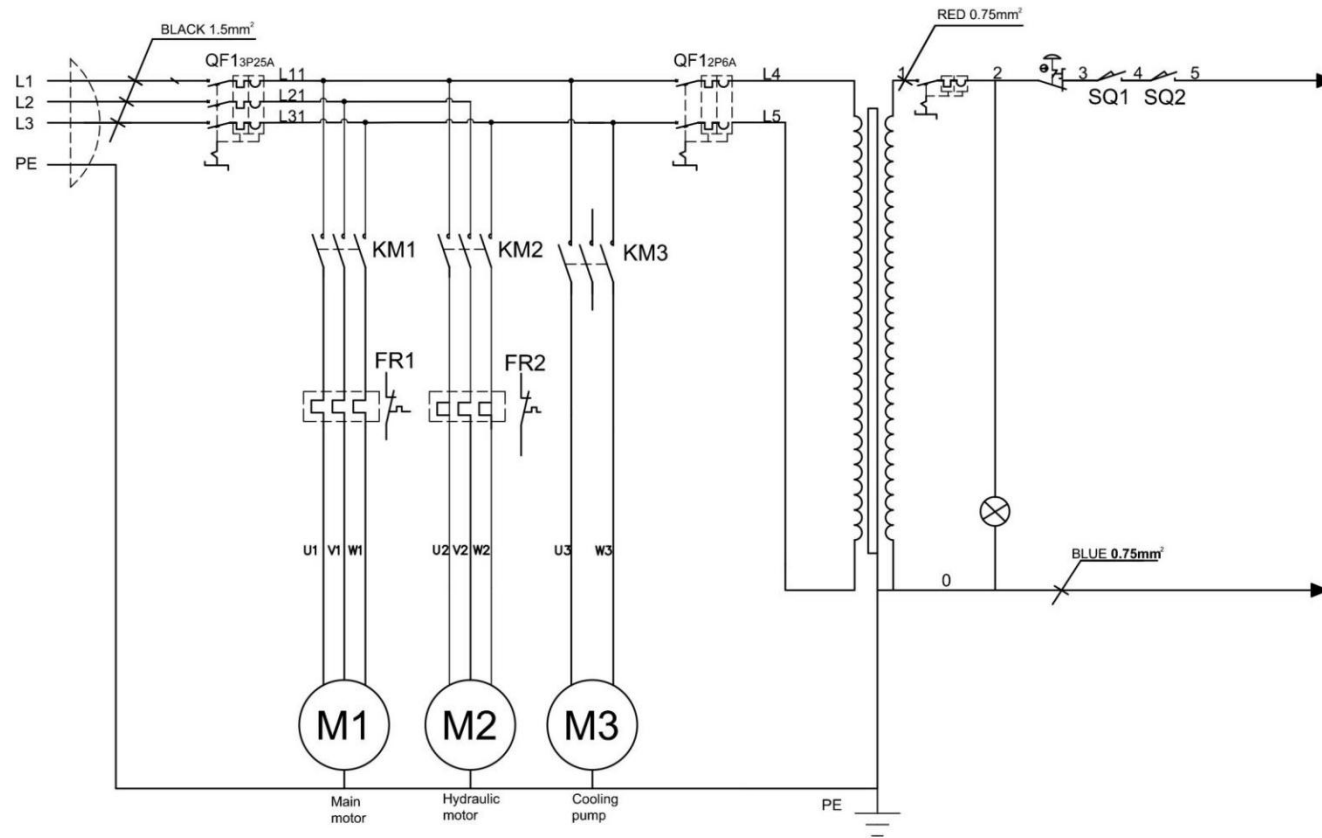 BLACK 1.5mm²
RED 0.75mm²
QF1 3P25A
QF1 2P6A
L1
L11
L4
1
2
3
4
5
L2
L21
SQ1
SQ2
L3
L31
L5
PE
KM1
KM2
KM3
FR1
FR2
U1
V1
W1
U2
V2
W2
U3
W3
BLUE 0.75mm²
0
M1
M2
M3
Main
motor
Hydraulic
motor
Cooling
pump
PE